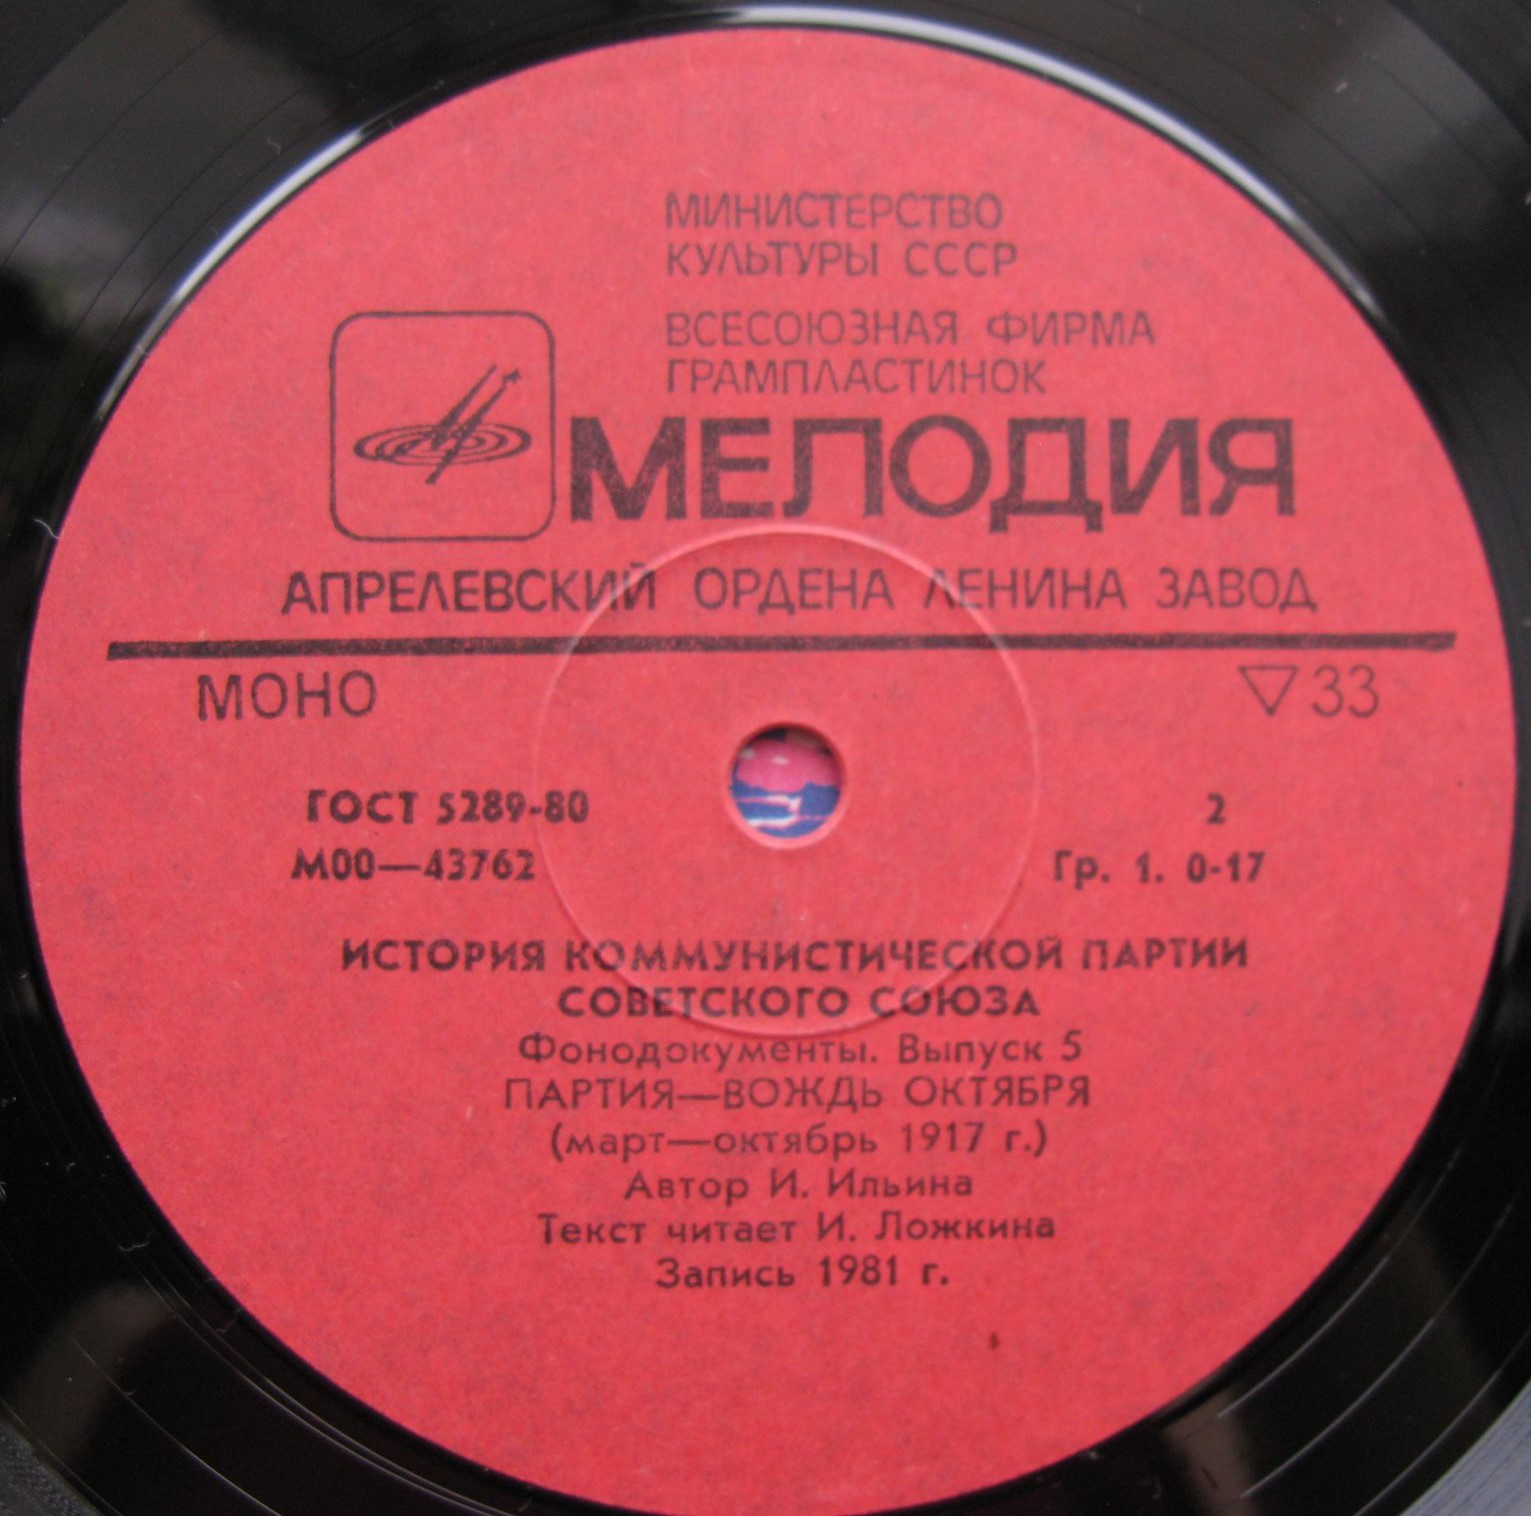 МИНИСТЕРСТВО
КУЛЬТУРЫ СССР
ВСЕСОЮЗНАЯ ФИРМА
ГРАМПЛАСТИНОК
МЕЛОДИЯ
АПРЕЛЕВСКИЙ ОРДЕНА ЛЕНИНА ЗАВОД
МОНО ▽33
ГОСТ 5289-80 2
М00—43762 Гр. 1. 0-17
ИСТОРИЯ КОММУНИСТИЧЕСКОЙ ПАРТИИ
СОВЕТСКОГО СОЮЗА
Фонодокументы. Выпуск 5
ПАРТИЯ—ВОЖДЬ ОКТЯБРЯ
(март—октябрь 1917 г.)
Автор И. Ильина
Текст читает И. Ложкина
Запись 1981 г.